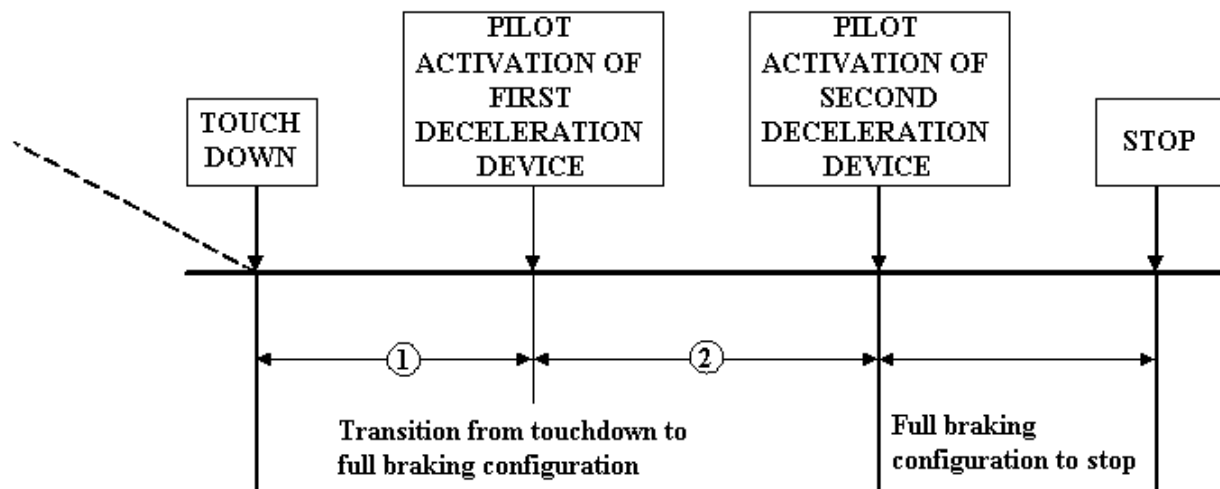 TOUCH
DOWN
PILOT
ACTIVATION OF
FIRST
DECELERATION
DEVICE
PILOT
ACTIVATION OF
SECOND
DECELERATION
DEVICE
STOP
1
2
Transition from touchdown to
full braking configuration
Full braking
configuration to stop